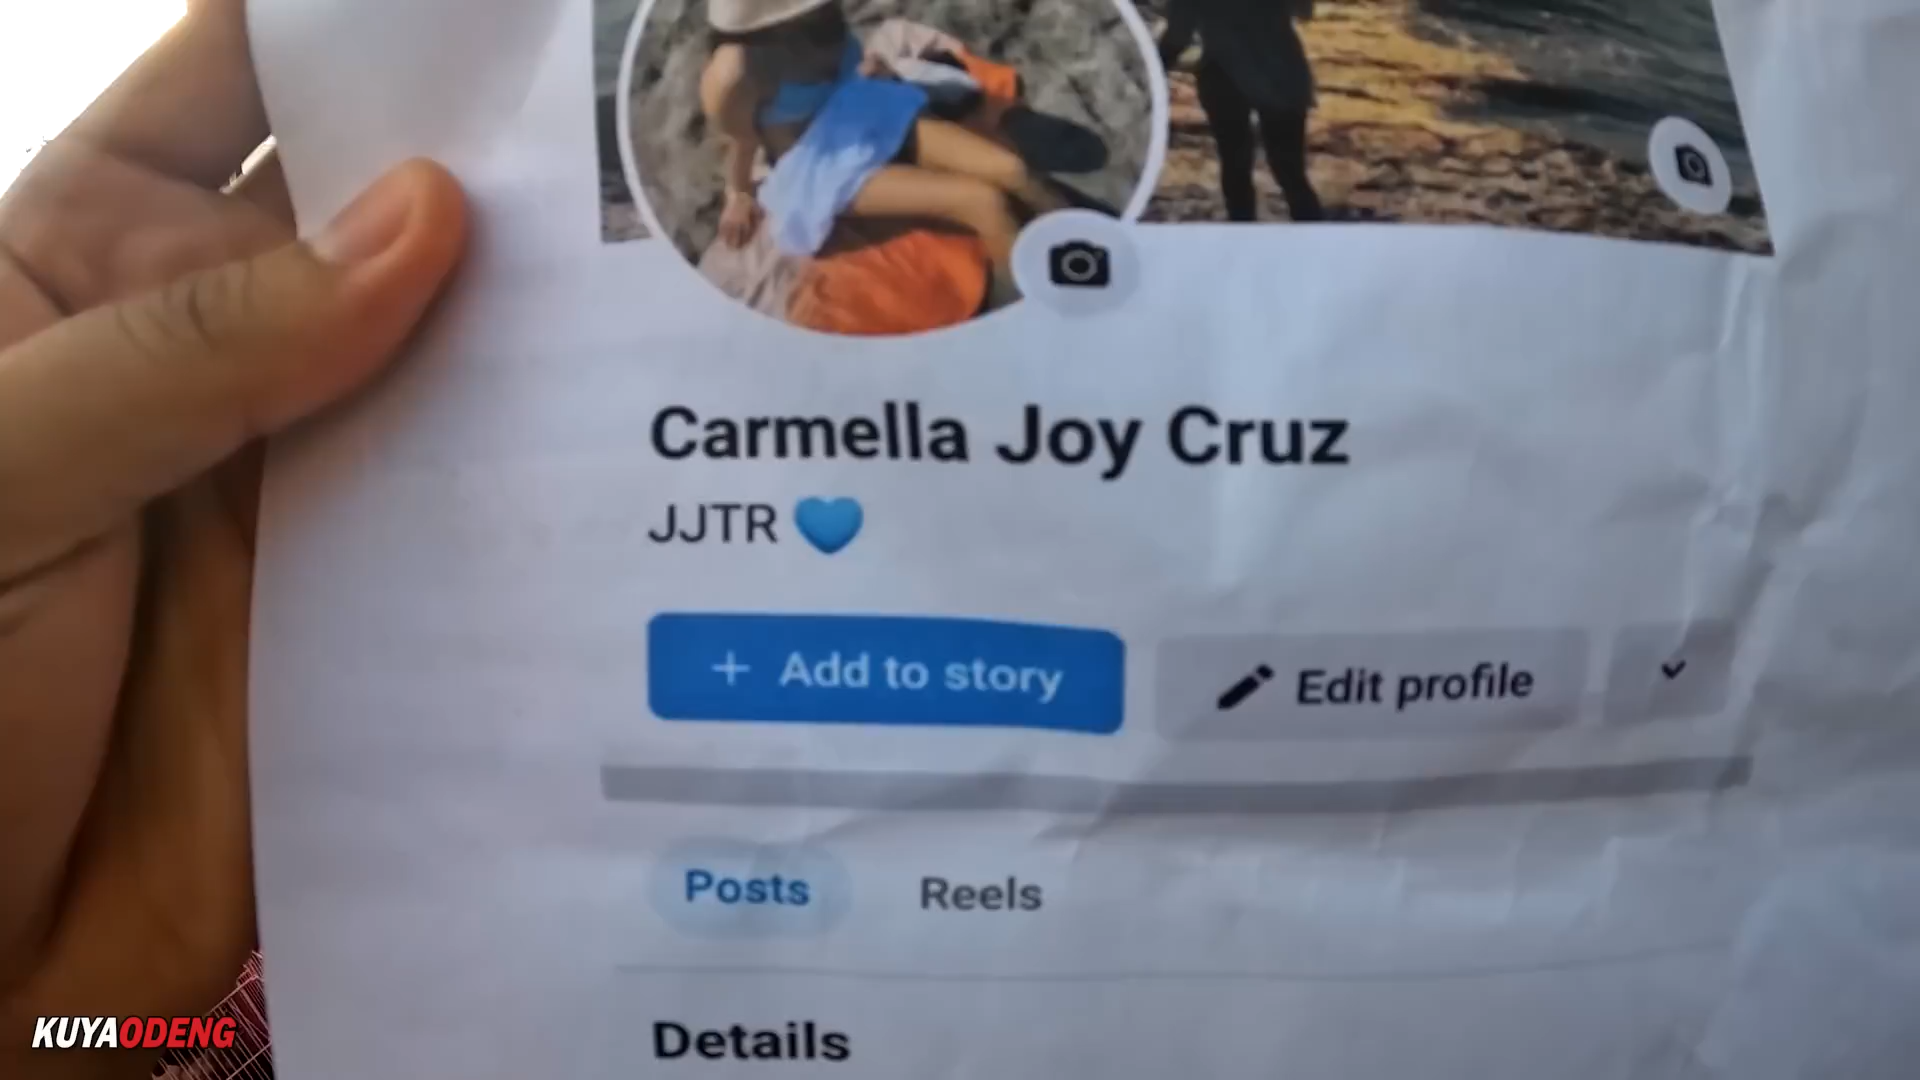 Carmella Joy Cruz
JJTR 💙
+ Add to story
Edit profile
Posts
Reels
Details
KUYAODENG